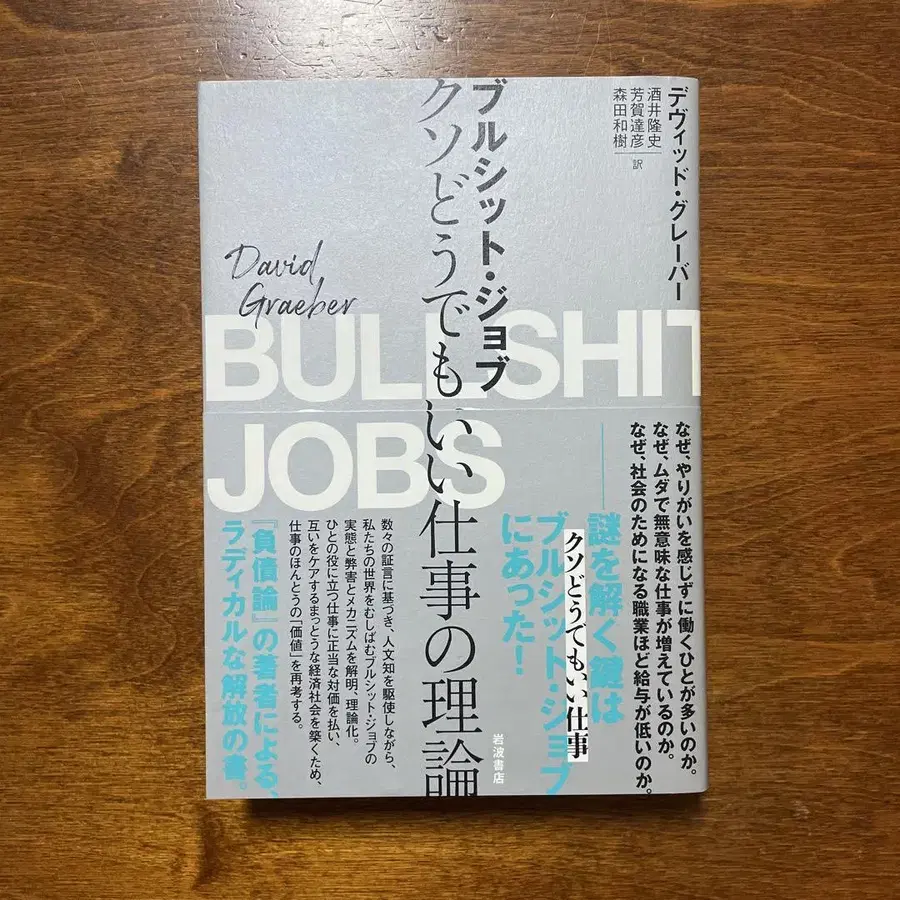 デヴィッド・グレーバー
酒井隆史
芳賀達彦
森田和樹
訳
ブルシット・ジョブ
クソどうでもいい仕事の理論
David
Graeber
BULLSHIT
JOBS
なぜ、やりがいを感じずに働くひとが多いのか。
なぜ、ムダで無意味な仕事が増えているのか。
なぜ、社会のためになる職業ほど給与が低いのか。
――謎を解く鍵は
クソどうでもいい仕事
ブルシット・ジョブ
にあった!
岩波書店
数々の証言に基づき、人文知を駆使しながら、
私たちの世界をむしばむブルシット・ジョブの
実態と弊害とメカニズムを解明、理論化。
ひとの役に立つ仕事に正当な対価を払い、
互いをケアするまっとうな経済社会を築くため、
仕事のほんとうの「価値」を再考する。
『負債論』の著者による、
ラディカルな解放の書。